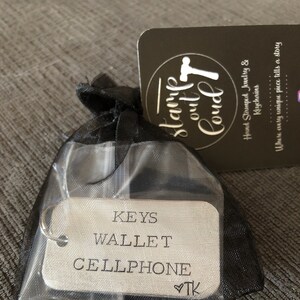 stamp
out
loud
T
Hand Stamped Jewelry &
Keychains
Where every unique piece tells a story
KEYS
WALLET
CELLPHONE
♥TK